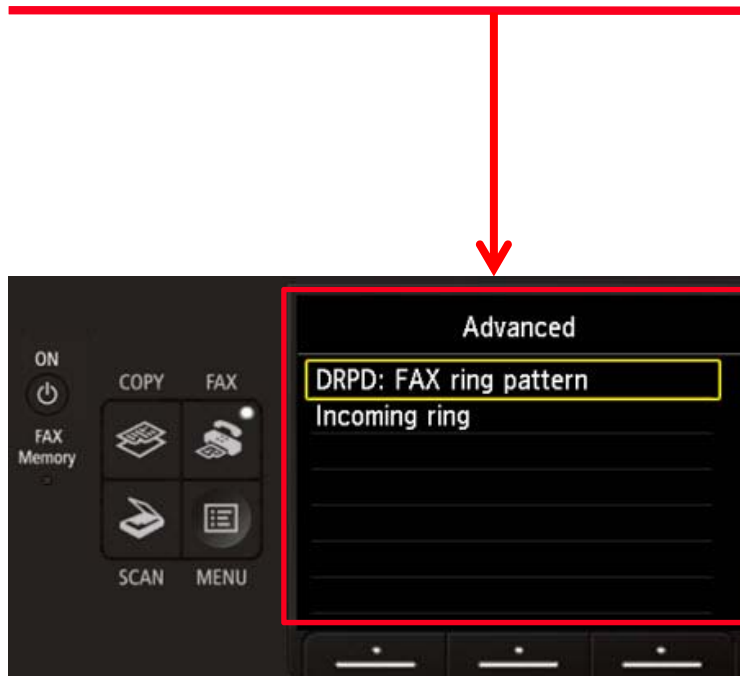 Advanced
ON
COPY FAX
DRPD: FAX ring pattern
Incoming ring
FAX
Memory
SCAN MENU